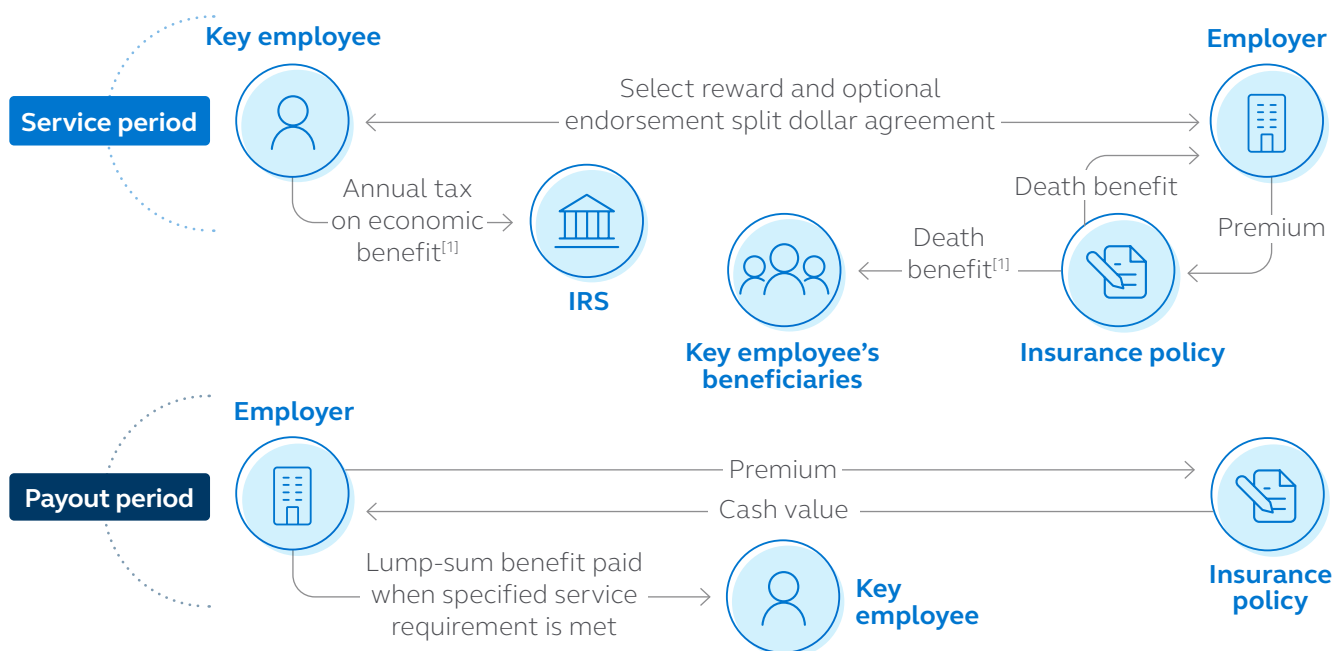 Key employee
Employer
Service period
Select reward and optional
endorsement split dollar agreement
Annual tax
on economic
benefit[1]
IRS
Death benefit
Premium
Death
benefit[1]
Key employee’s
beneficiaries
Insurance policy
Employer
Payout period
Premium
Cash value
Lump-sum benefit paid
when specified service
requirement is met
Key
employee
Insurance
policy